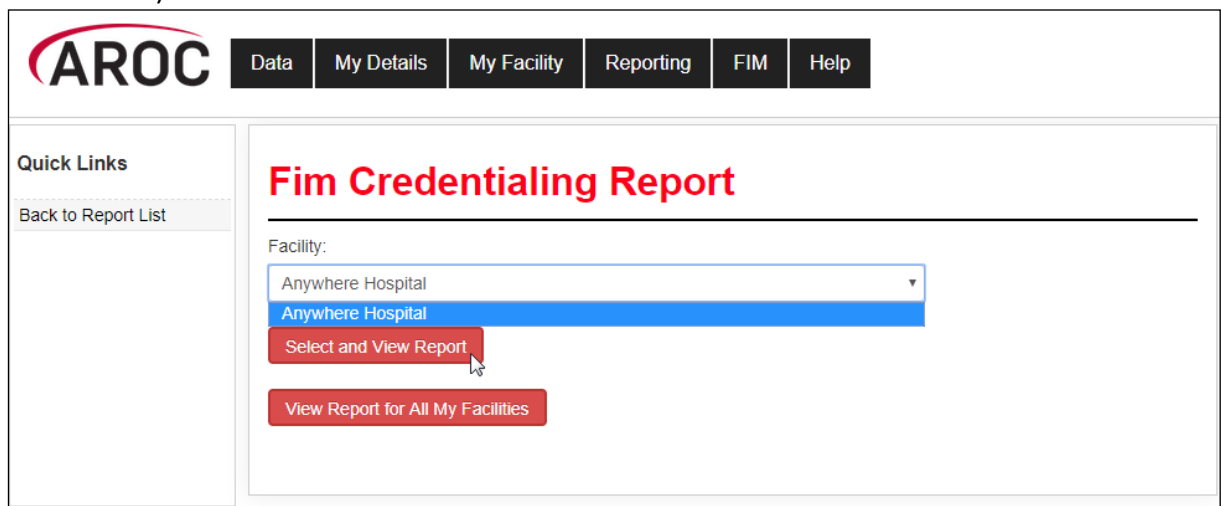 AROC
Data My Details My Facility Reporting FIM Help
Quick Links
Back to Report List
Fim Credentialing Report
Facility:
Anywhere Hospital
Anywhere Hospital
Select and View Report
View Report for All My Facilities